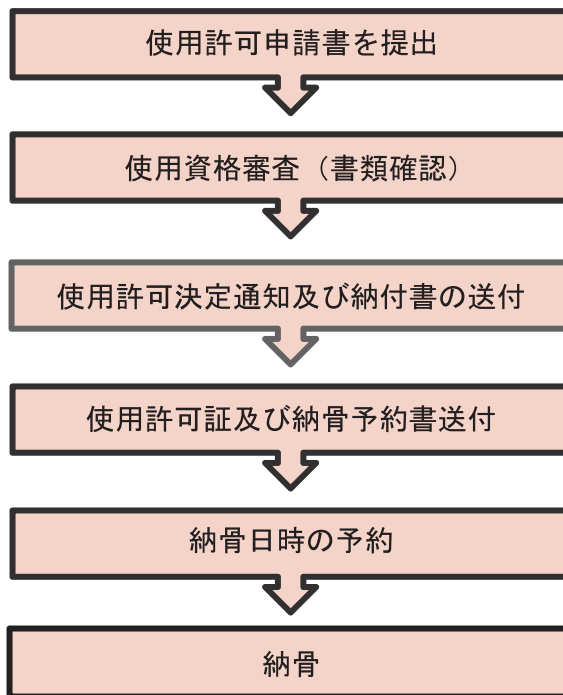 使用許可申請書を提出
使用資格審査（書類確認）
使用許可決定通知及び納付書の送付
使用許可証及び納骨予約書送付
納骨日時の予約
納骨